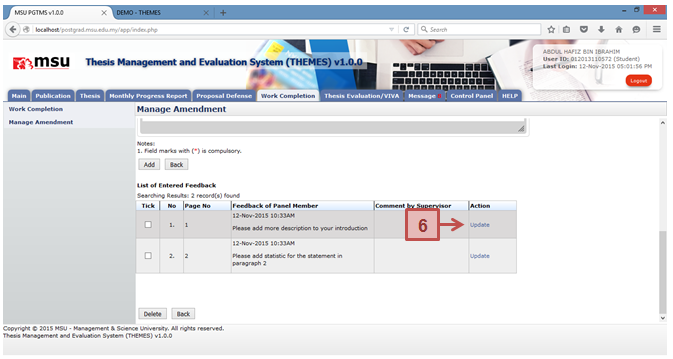 MSU PGTMS v1.0.0
DEMO - THEMES
localhost/postgrad.msu.edu.my/app/index.php
Search
msu
Thesis Management and Evaluation System (THEMES) v1.0.0
ABDUL HAFIZ BIN IBRAHIM
User ID: 012013110572 (Student)
Last Login: 12-Nov-2015 05:01:56 PM
Logout
Main Publication Thesis Monthly Progress Report Proposal Defense Work Completion Thesis Evaluation/VIVA Message Control Panel HELP
Work Completion
Manage Amendment
Manage Amendment
Notes:
1. Field marks with (*) is compulsory.
Add Back
List of Entered Feedback
Searching Results: 2 record(s) found
Tick No Page No Feedback of Panel Member Comment by Supervisor Action
12-Nov-2015 10:33AM
1. 1 Please add more description to your introduction 6 Update
12-Nov-2015 10:33AM
2. 2 Please add statistic for the statement in Update
paragraph 2
Delete Back
Copyright © 2015 MSU - Management & Science University. All rights reserved.
Thesis Management and Evaluation System (THEMES) v1.0.0